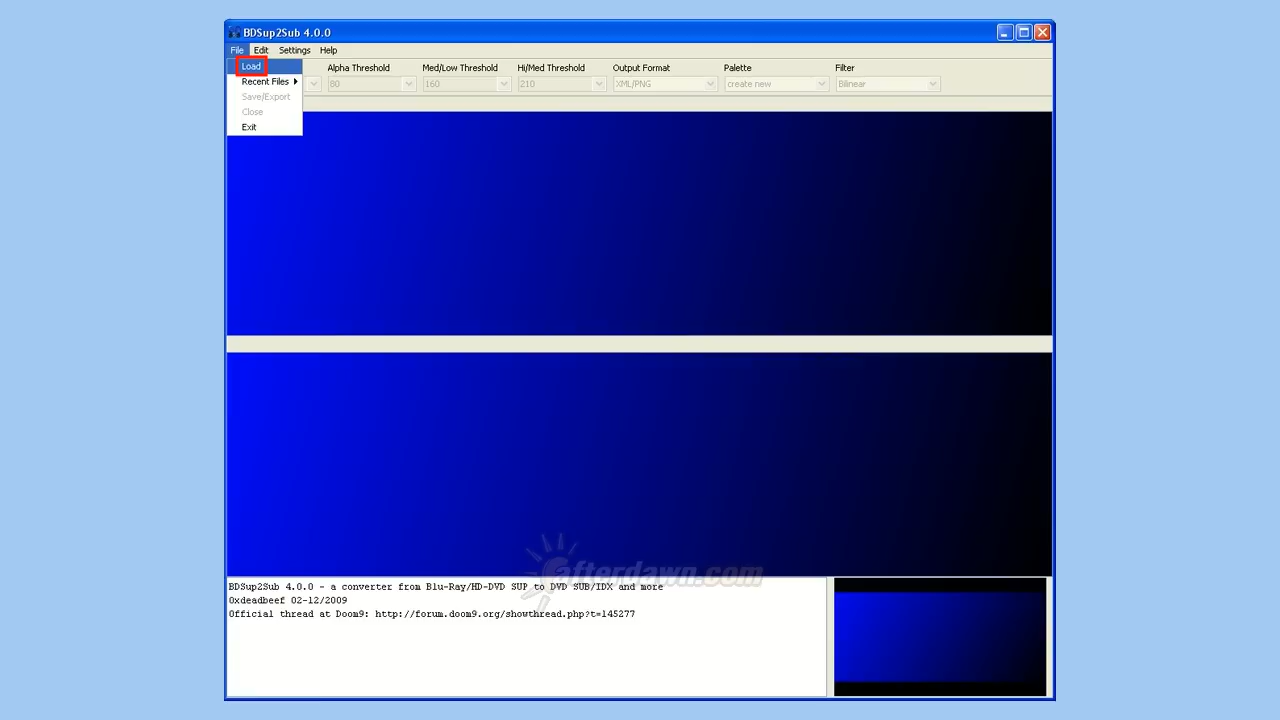 BDSup2Sub 4.0.0
File Edit Settings Help
Load
Recent Files
Save/Export
Close
Exit
Alpha Threshold Med/Low Threshold Hi/Med Threshold Output Format Palette Filter
80 160 210 XML/PNG create new Bilinear
afterdawn.com
BDSup2Sub 4.0.0 - a converter from Blu-Ray/HD-DVD SUP to DVD SUB/IDX and more
0xdeadbeef 02-12/2009
Official thread at Doom9: http://forum.doom9.org/showthread.php?t=145277